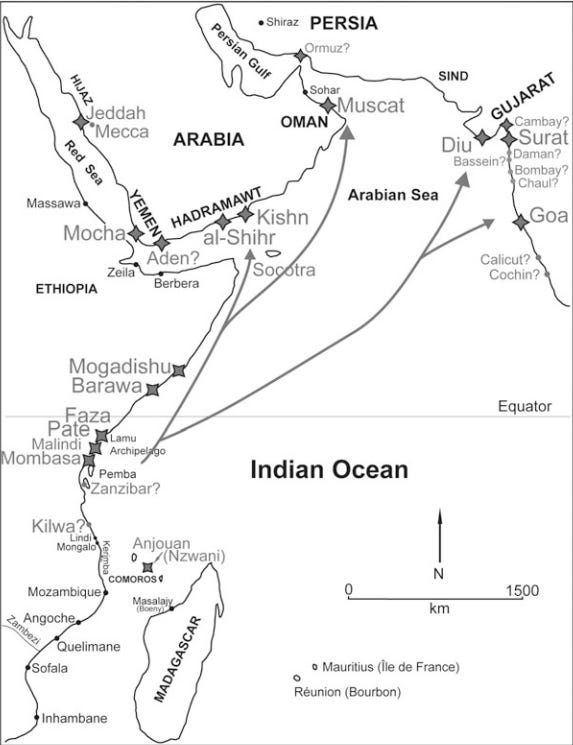 Shiraz
PERSIA
Persian Gulf
Ormuz?
SIND
GUJARAT
HIJAZ
Sohar
Muscat
Jeddah
Mecca
ARABIA
OMAN
Cambay?
Surat
Diu
Daman?
Bassein?
Bombay?
Chaul?
Red Sea
Massawa
YEMEN
HADRAMAWT
Arabian Sea
Kishn
Goa
Mocha
al-Shihr
Aden?
Calicut?
Cochin?
Zeila
Socotra
Berbera
ETHIOPIA
Mogadishu
Barawa
Equator
Faza
Pate
Lamu
Archipelago
Malindi
Mombasa
Pemba
Zanzibar?
Indian Ocean
Kilwa?
Lindi
Mongalo
Kerimba
Anjouan
(Nzwani)
COMOROS
N
0
1500
km
Mozambique
Masalaјy
(Boeny)
Angoche
Zambezi
Quelimane
MADAGASCAR
Sofala
Mauritius (Île de France)
Réunion (Bourbon)
Inhambane